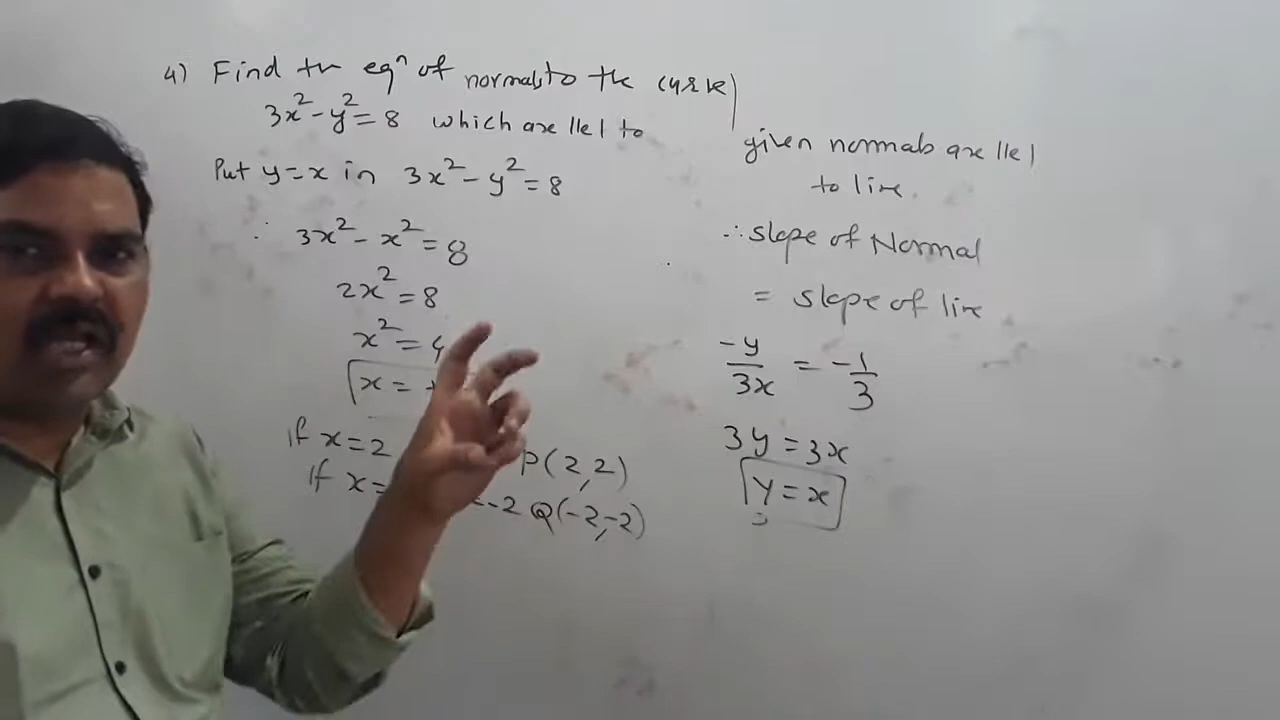 4) Find the eqⁿ of normals to the curve
3x² - y² = 8 which are llel to
Put y = x in 3x² - y² = 8
∴ 3x² - x² = 8
2x² = 8
x² = 4
x =
If x = 2 P(2,2)
If x = = -2 Q(-2,-2)
given normals are llel
to line.
∴ slope of Normal
= slope of line
-y/3x = -1/3
3y = 3x
y = x